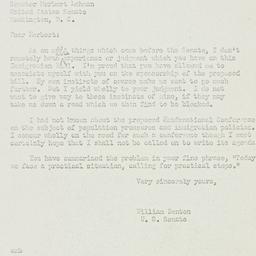 Senator Herbert Lehman
United States Senate
Washington, D. C.
Dear Herbert:
As on all things which come before the Senate, I don't
remotely have experience or judgment which you have on this
Immigration Bill. I'm proud that you have allowed me to
associate myself with you on the sponsorship of the proposed
bill. My own instincts of course make me want to go much
further. But I yield wholly to your judgment. I do not
want to give way to these instincts of mine, if they may
take me down a road which we then find to be blocked.
I had not known about the proposed International Conference
on the subject of population pressures and immigration policies.
I concur wholly on the need for such a conference though I most
certainly hope that I shall not be called on to write its agenda.
You have summarized the problem in your fine phrase, "Today
we face a practical situation, calling for practical steps."
Very sincerely yours,
William Benton
U. S. Senate